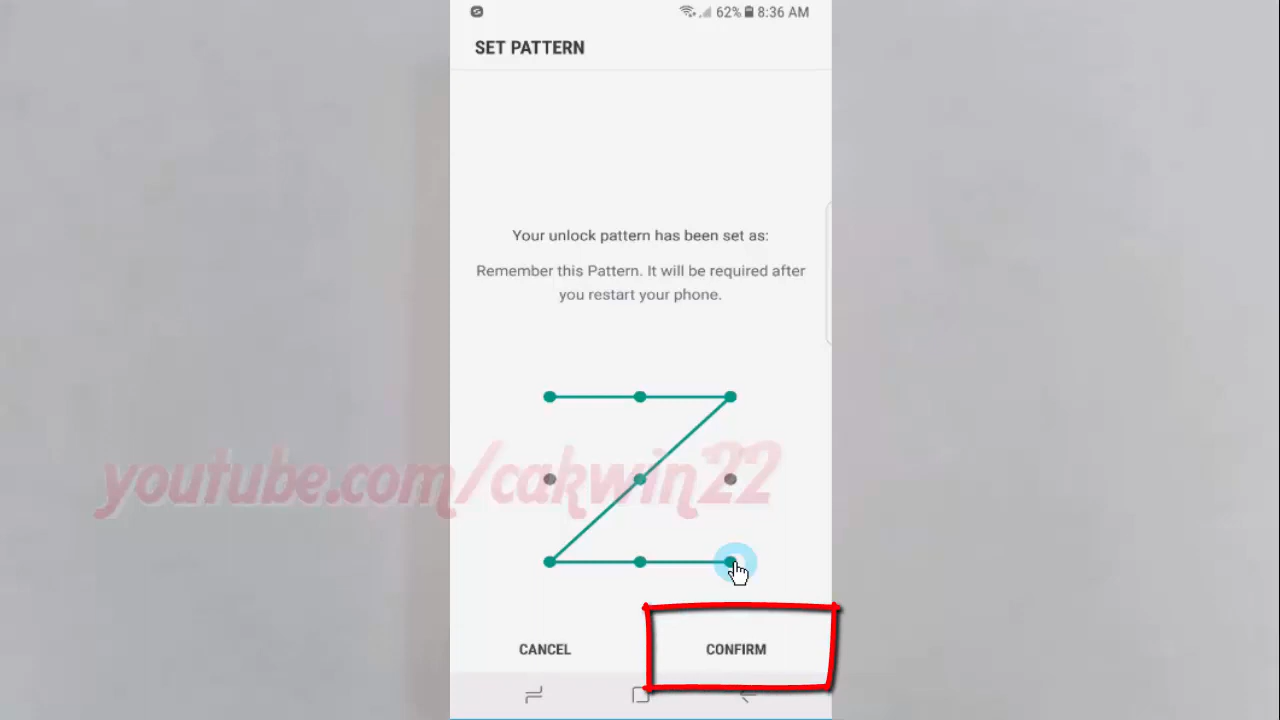 62% 8:36 AM
SET PATTERN
Your unlock pattern has been set as:
Remember this Pattern. It will be required after
you restart your phone.
youtube.com/cakwin22
CANCEL CONFIRM